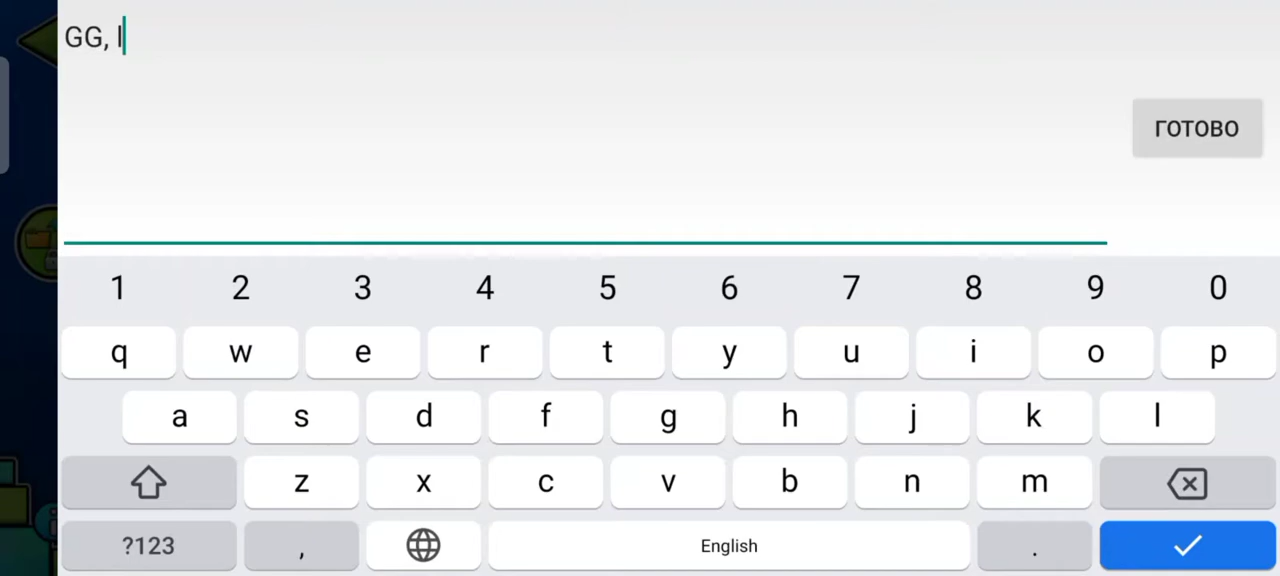 GG, I
ГОТОВО
1 2 3 4 5 6 7 8 9 0
q w e r t y u i o p
a s d f g h j k l
z x c v b n m
?123 , English .